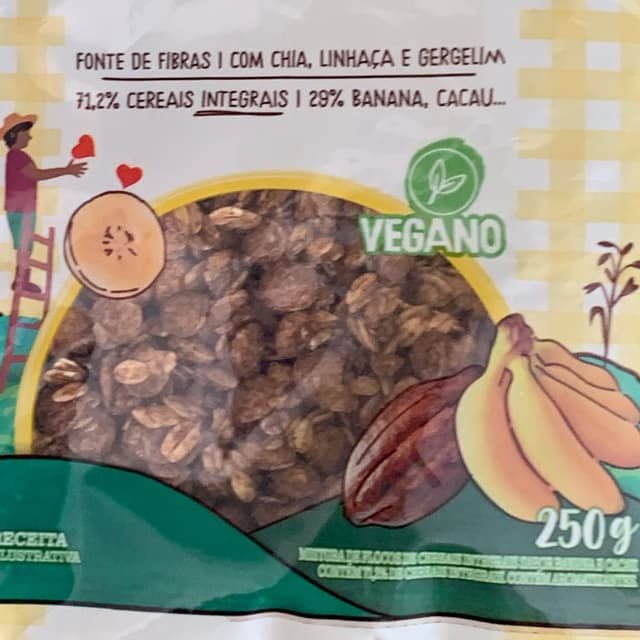 FONTE DE FIBRAS | COM CHIA, LINHAÇA E GERGELIM
71,2% CEREAIS INTEGRAIS | 29% BANANA, CACAU...
VEGANO
250g
RECEITA
ILUSTRATIVA